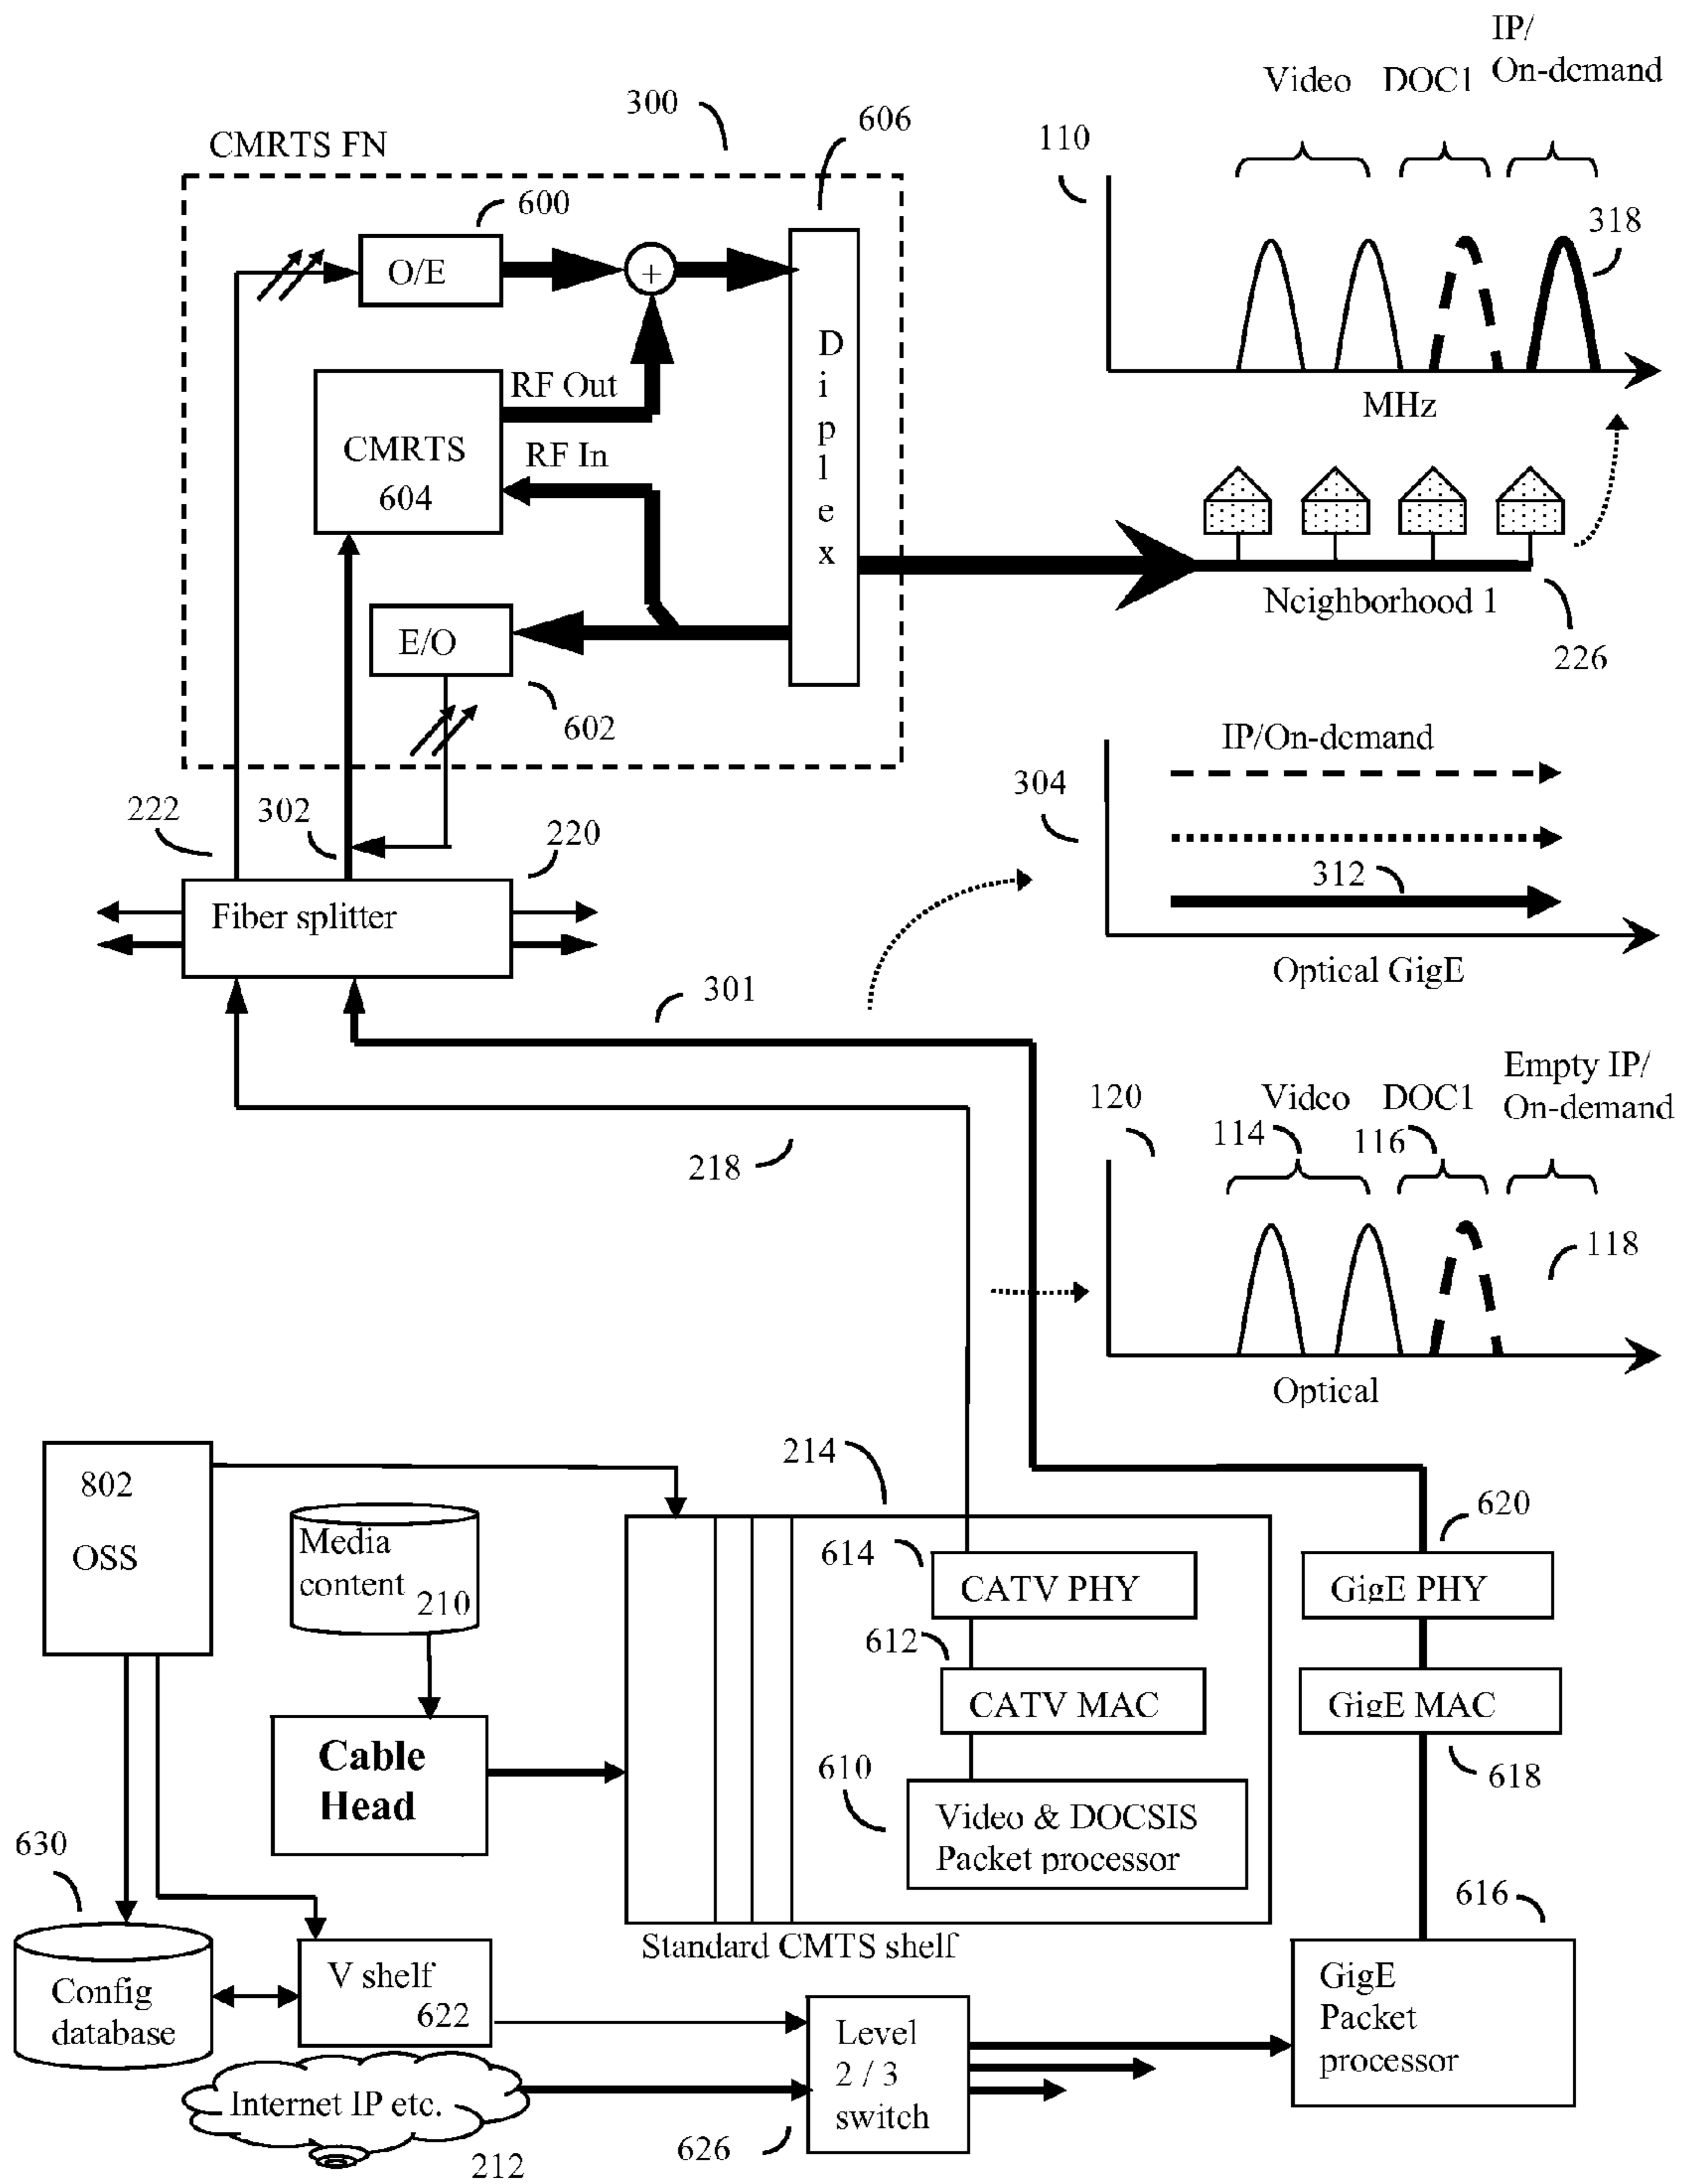 IP/
Video DOC1 On-demand
300
606
110
CMRTS FN
600
318
O/E
+
Diplex
RF Out
MHz
CMRTS
604
RF In
Neighborhood 1
E/O
226
602
IP/On-demand
304
222
302
220
312
Fiber splitter
Optical GigE
301
Empty IP/
120
Video DOC1 On-demand
114
116
218
118
Optical
214
802
OSS
620
Media
content
210
614
CATV PHY
GigE PHY
612
CATV MAC
GigE MAC
Cable
Head
610
618
Video & DOCSIS
Packet processor
630
616
Standard CMTS shelf
Config
database
V shelf
622
GigE
Packet
processor
Level
2 / 3
switch
Internet IP etc.
626
212